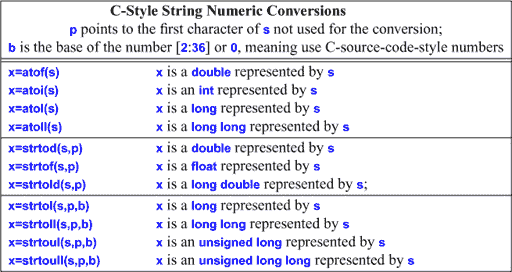 C-Style String Numeric Conversions
p points to the first character of s not used for the conversion;
b is the base of the number [2:36] or 0, meaning use C-source-code-style numbers
x=atof(s) x is a double represented by s
x=atoi(s) x is an int represented by s
x=atol(s) x is a long represented by s
x=atoll(s) x is a long long represented by s
x=strtod(s,p) x is a double represented by s
x=strtof(s,p) x is a float represented by s
x=strtold(s,p) x is a long double represented by s;
x=strtol(s,p,b) x is a long represented by s
x=strtoll(s,p,b) x is a long long represented by s
x=strtoul(s,p,b) x is an unsigned long represented by s
x=strtoull(s,p,b) x is an unsigned long long represented by s